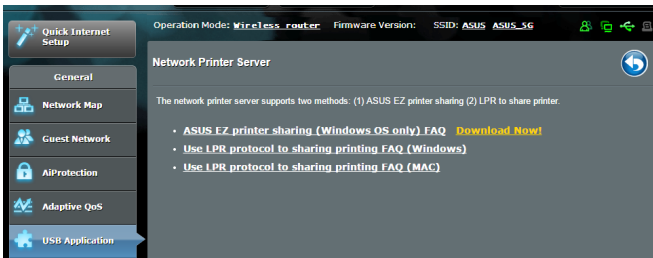 Quick Internet
Setup
Operation Mode: Wireless router Firmware Version: SSID: ASUS ASUS_5G
Network Printer Server
General
The network printer server supports two methods: (1) ASUS EZ printer sharing (2) LPR to share printer.
Network Map
• ASUS EZ printer sharing (Windows OS only) FAQ Download Now!
Guest Network
• Use LPR protocol to sharing printing FAQ (Windows)
• Use LPR protocol to sharing printing FAQ (MAC)
AiProtection
Adaptive QoS
USB Application